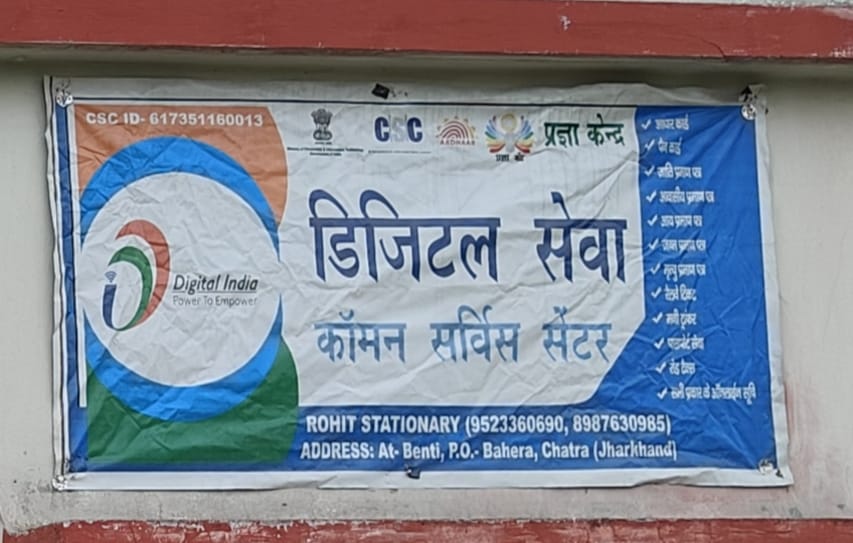 CSC ID- 617351160013
CSC
AADHAAR
प्रज्ञा केन्द्र
डिजिटल सेवा
कॉमन सर्विस सेंटर
Digital India
Power To Empower
आधार कार्ड
पैन कार्ड
जाति प्रमाण पत्र
आवासीय प्रमाण पत्र
आय प्रमाण पत्र
जन्म प्रमाण पत्र
मृत्यु प्रमाण पत्र
रेलवे टिकट
मनी ट्रांसफर
सभी प्रकार के ऑनलाईन
ROHIT STATIONARY (9523360690, 8987630985)
ADDRESS: At- Benti, P.O.- Bahera, Chatra (Jharkhand)